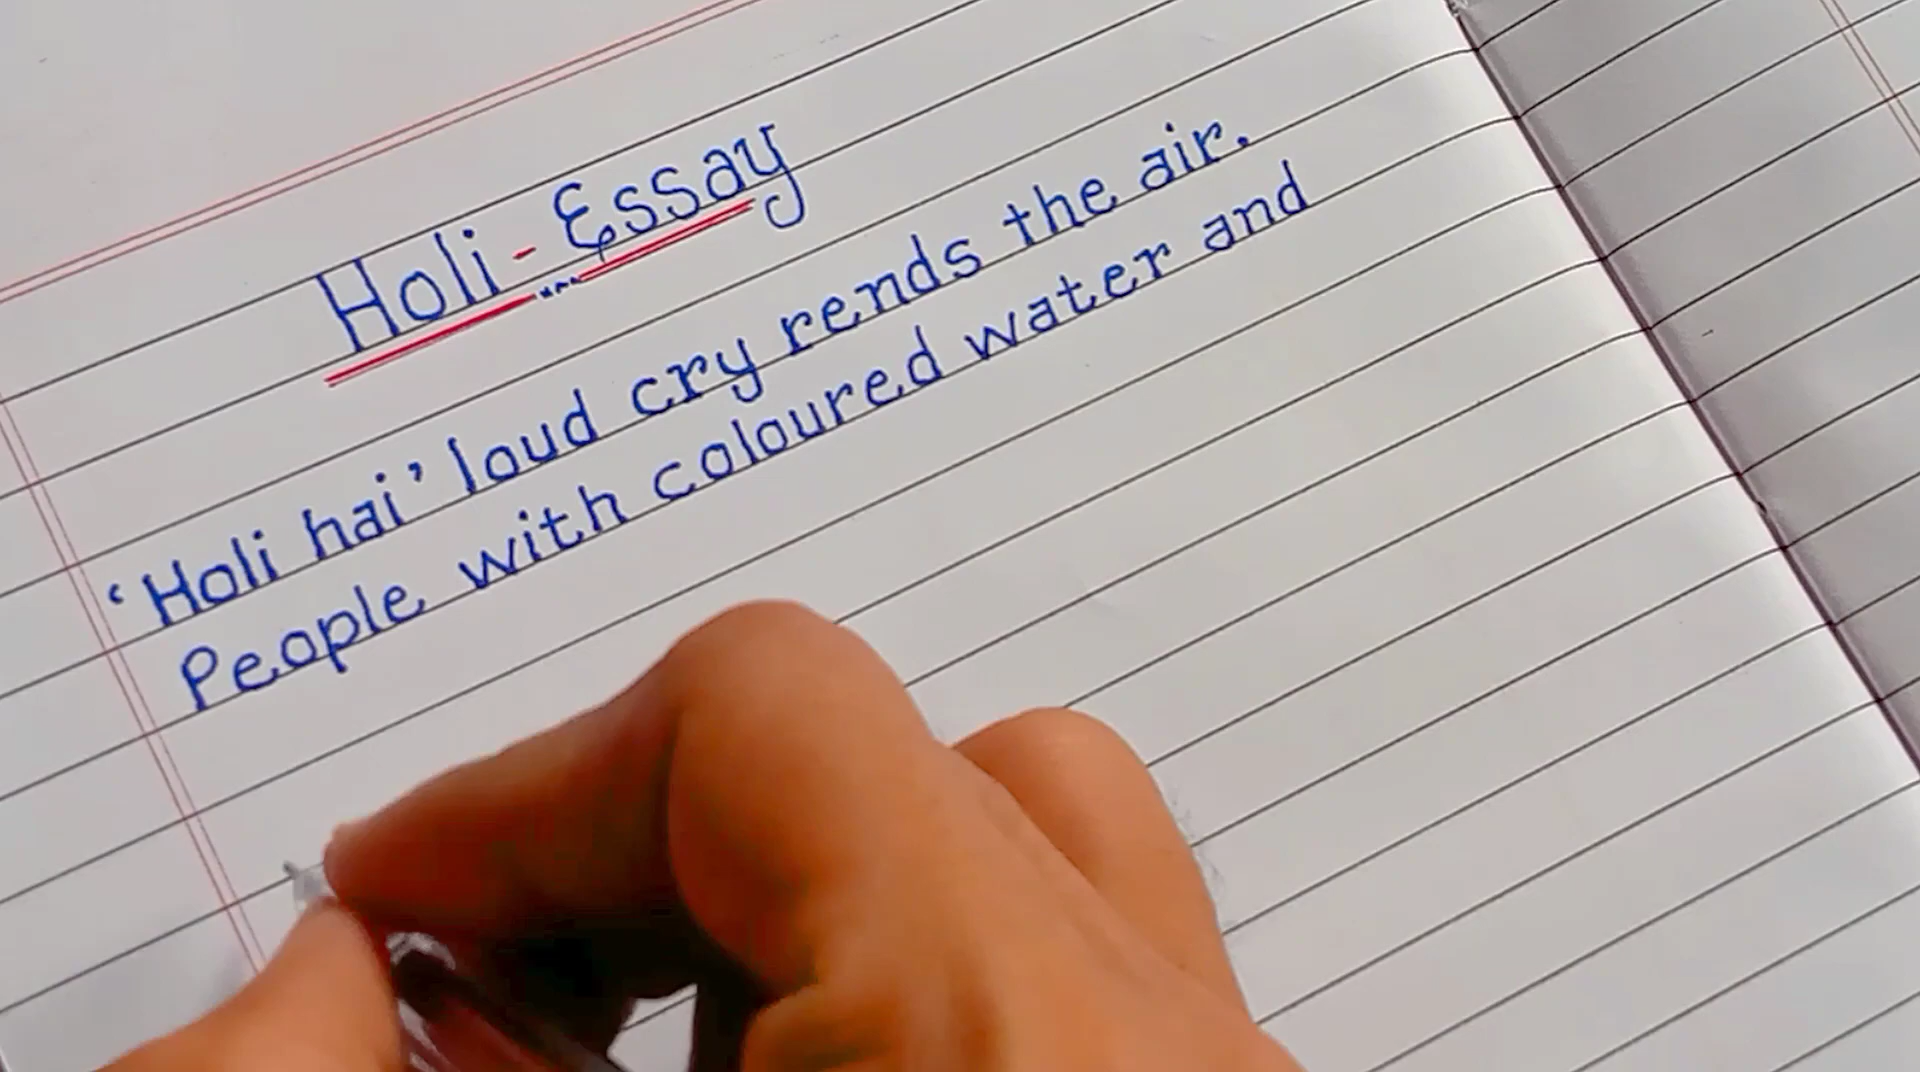 Holi - Essay
‘Holi hai’ loud cry rends the air.
People with coloured water and